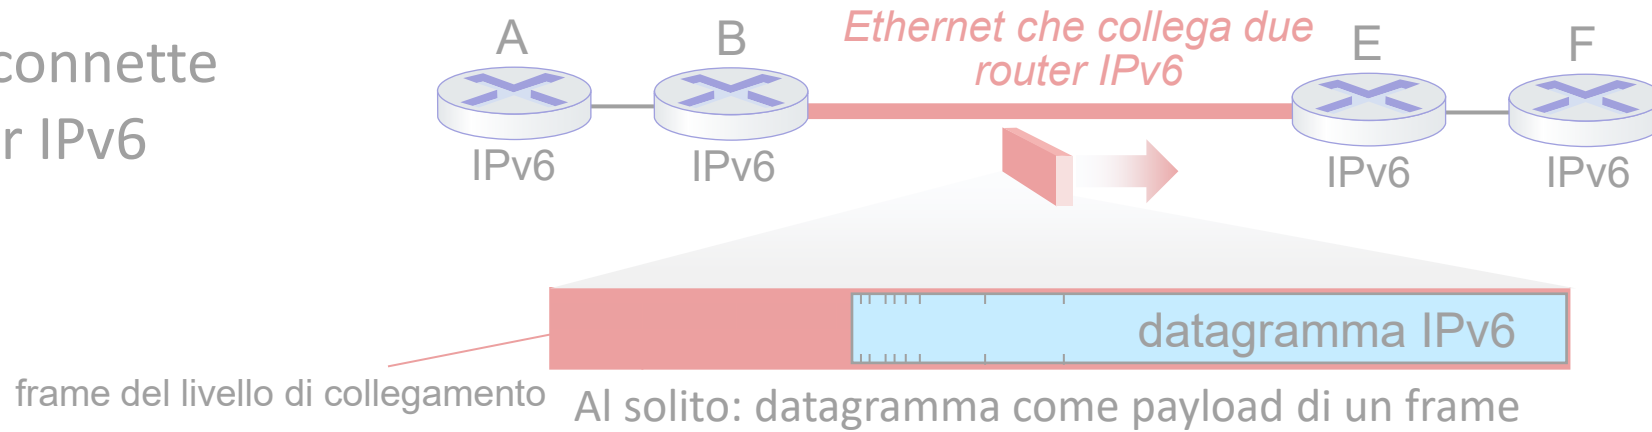 connette
r IPv6
A
B
Ethernet che collega due
router IPv6
E
F
IPv6
IPv6
IPv6
IPv6
datagramma IPv6
frame del livello di collegamento
Al solito: datagramma come payload di un frame